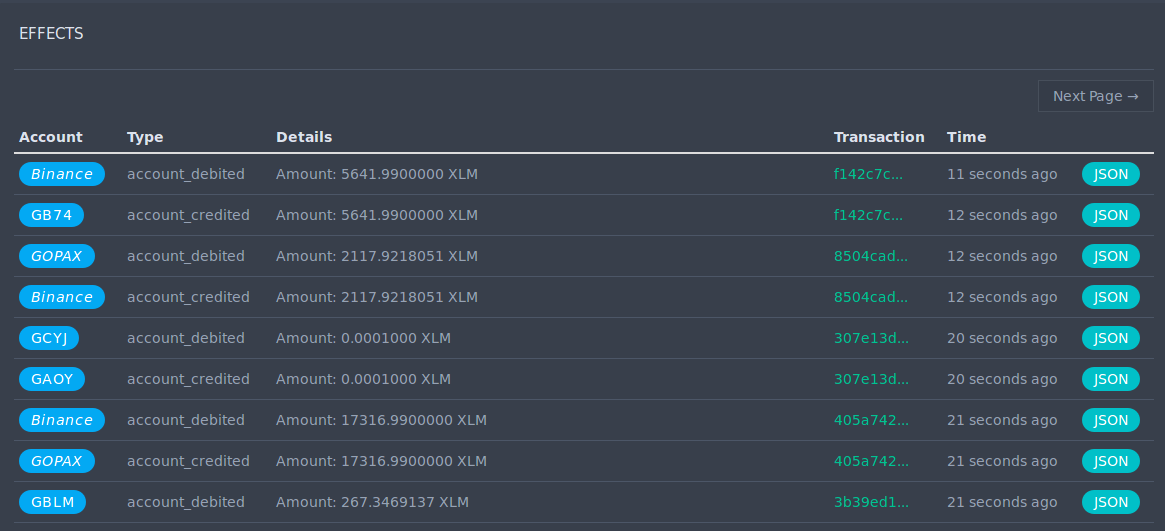 EFFECTS
Next Page →
Account Type Details Transaction Time
Binance account_debited Amount: 5641.9900000 XLM f142c7c... 11 seconds ago JSON
GB74 account_credited Amount: 5641.9900000 XLM f142c7c... 12 seconds ago JSON
GOPAX account_debited Amount: 2117.9218051 XLM 8504cad... 12 seconds ago JSON
Binance account_credited Amount: 2117.9218051 XLM 8504cad... 12 seconds ago JSON
GCYJ account_debited Amount: 0.0001000 XLM 307e13d... 20 seconds ago JSON
GAOY account_credited Amount: 0.0001000 XLM 307e13d... 20 seconds ago JSON
Binance account_debited Amount: 17316.9900000 XLM 405a742... 21 seconds ago JSON
GOPAX account_credited Amount: 17316.9900000 XLM 405a742... 21 seconds ago JSON
GBLM account_debited Amount: 267.3469137 XLM 3b39ed1... 21 seconds ago JSON